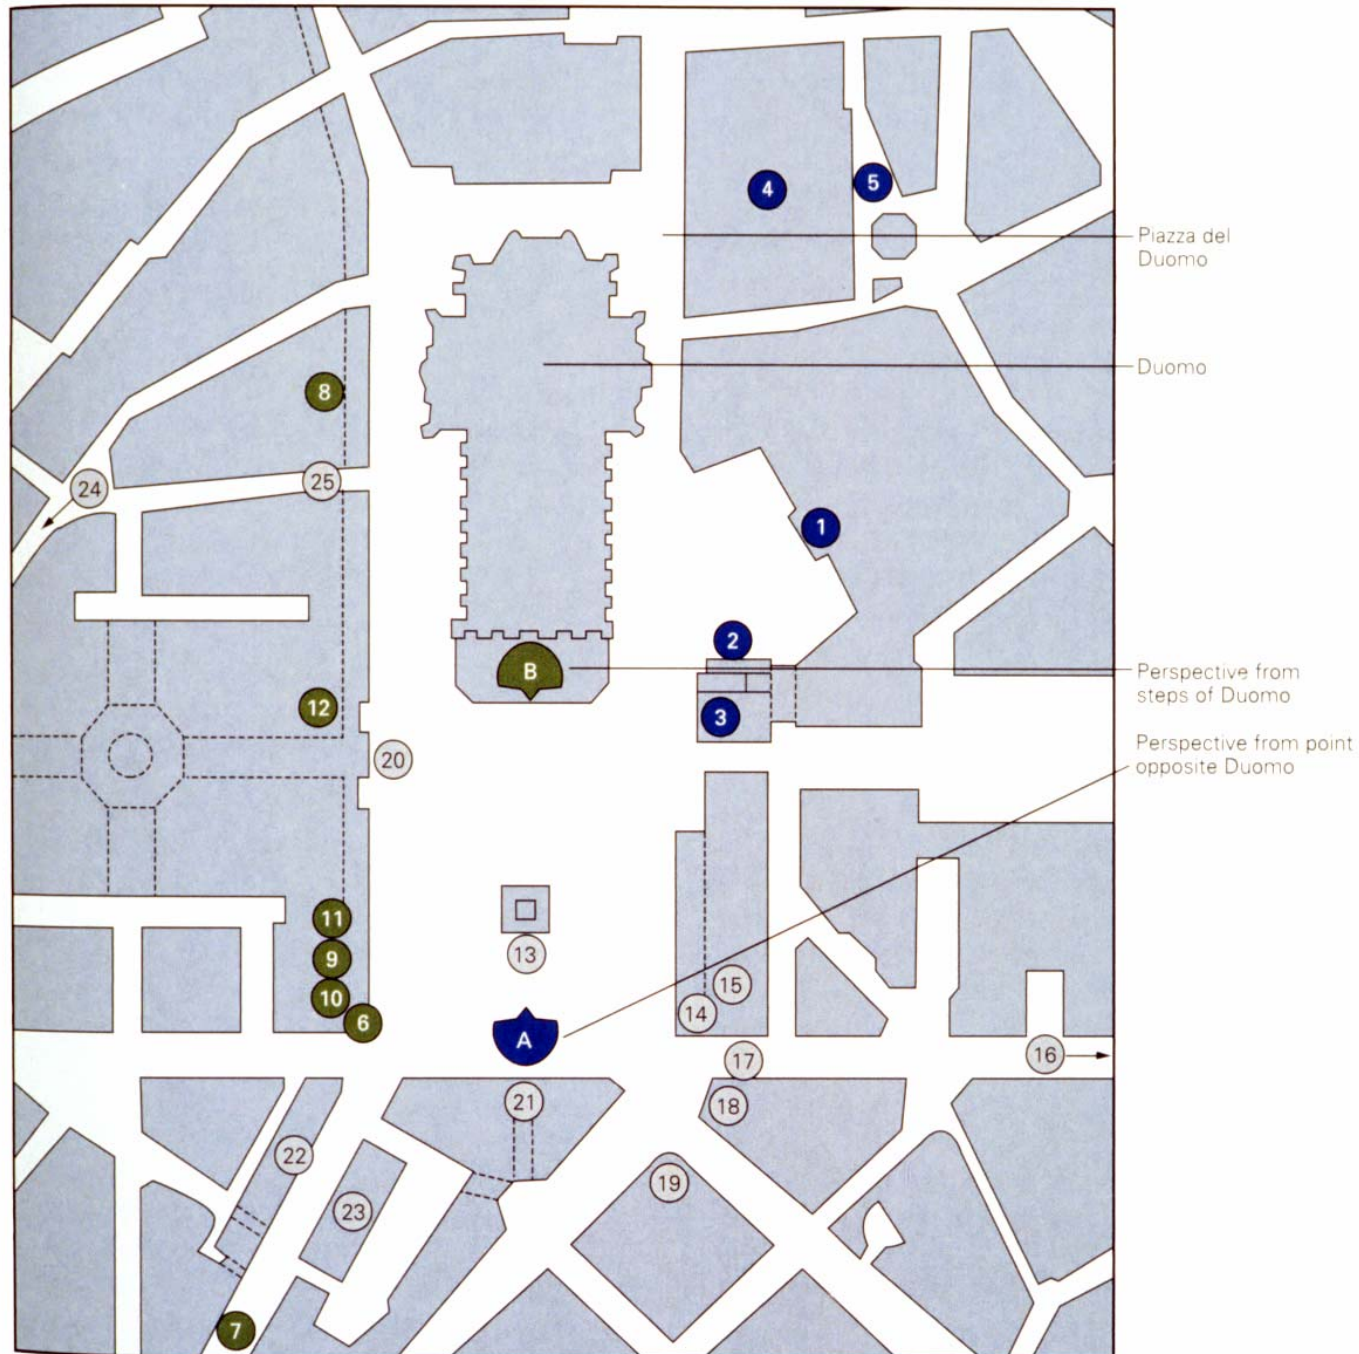 4
5
Piazza del
Duomo
Duomo
8
25
24
1
2
B
Perspective from
steps of Duomo
12
3
Perspective from point
opposite Duomo
20
11
9
13
15
10
14
6
A
17
16
21
18
22
19
23
7